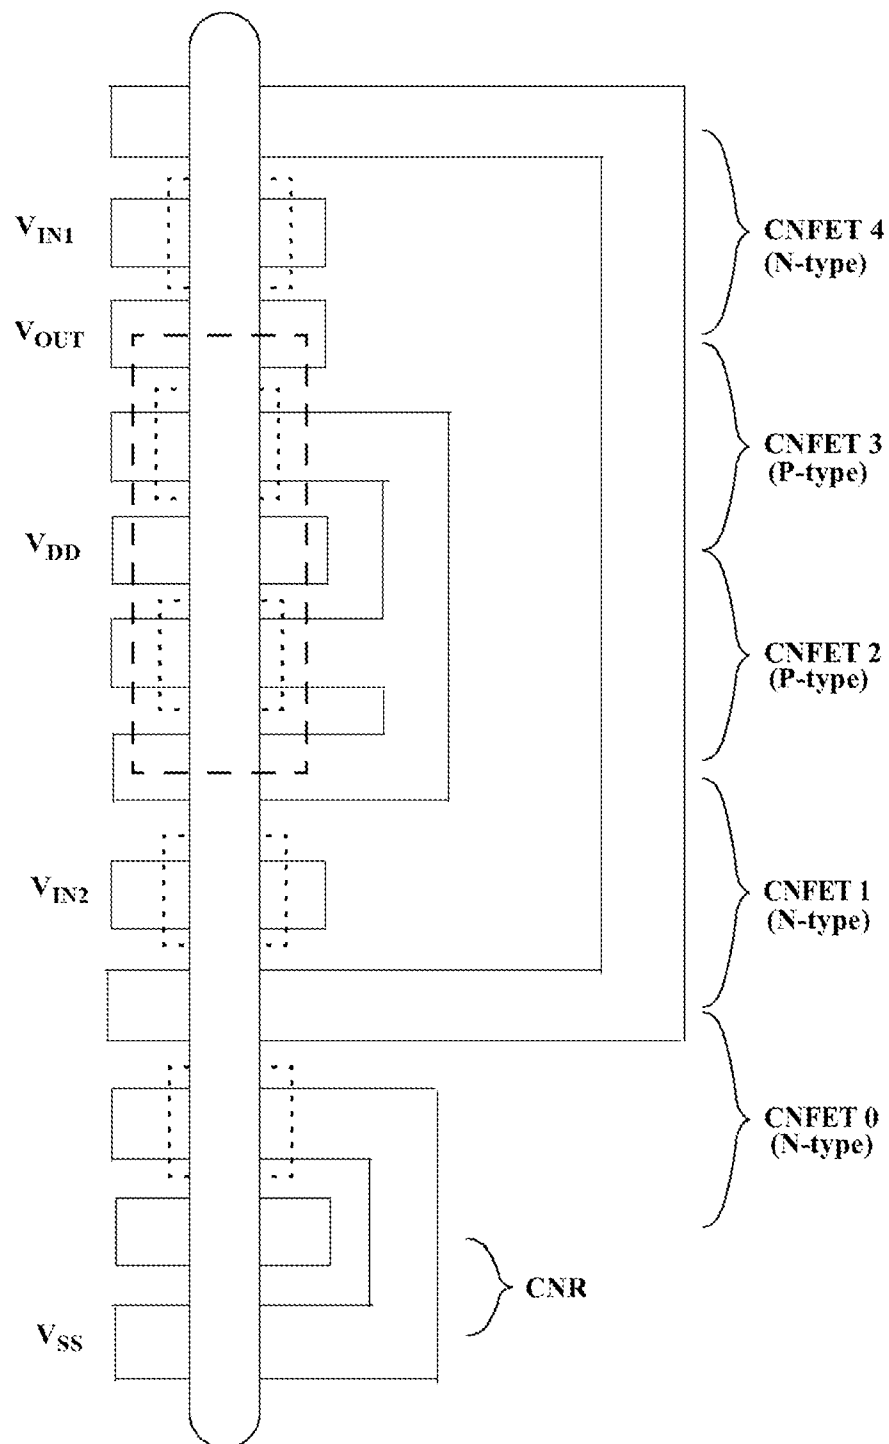 V_IN1
CNFET 4
(N-type)
V_OUT
CNFET 3
(P-type)
V_DD
CNFET 2
(P-type)
V_IN2
CNFET 1
(N-type)
CNFET 0
(N-type)
CNR
V_SS